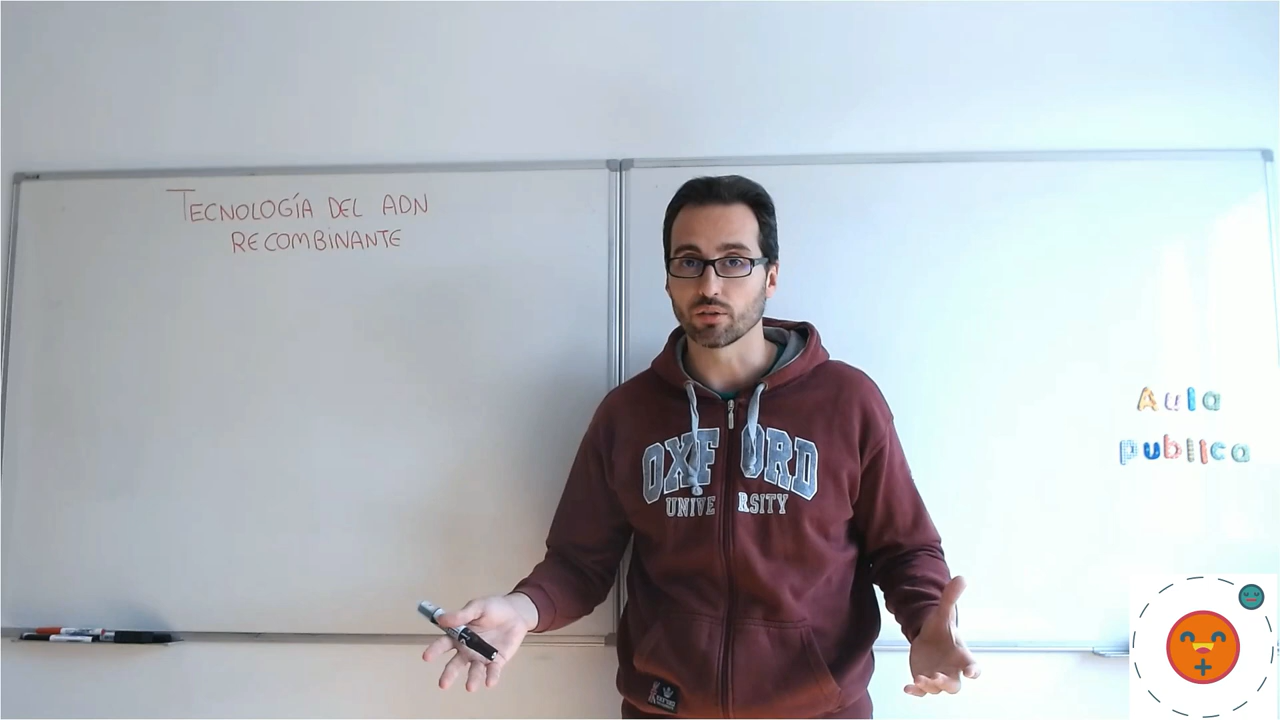 TECNOLOGÍA DEL ADN
RECOMBINANTE
OXFORD
UNIVERSITY
Aula
publica